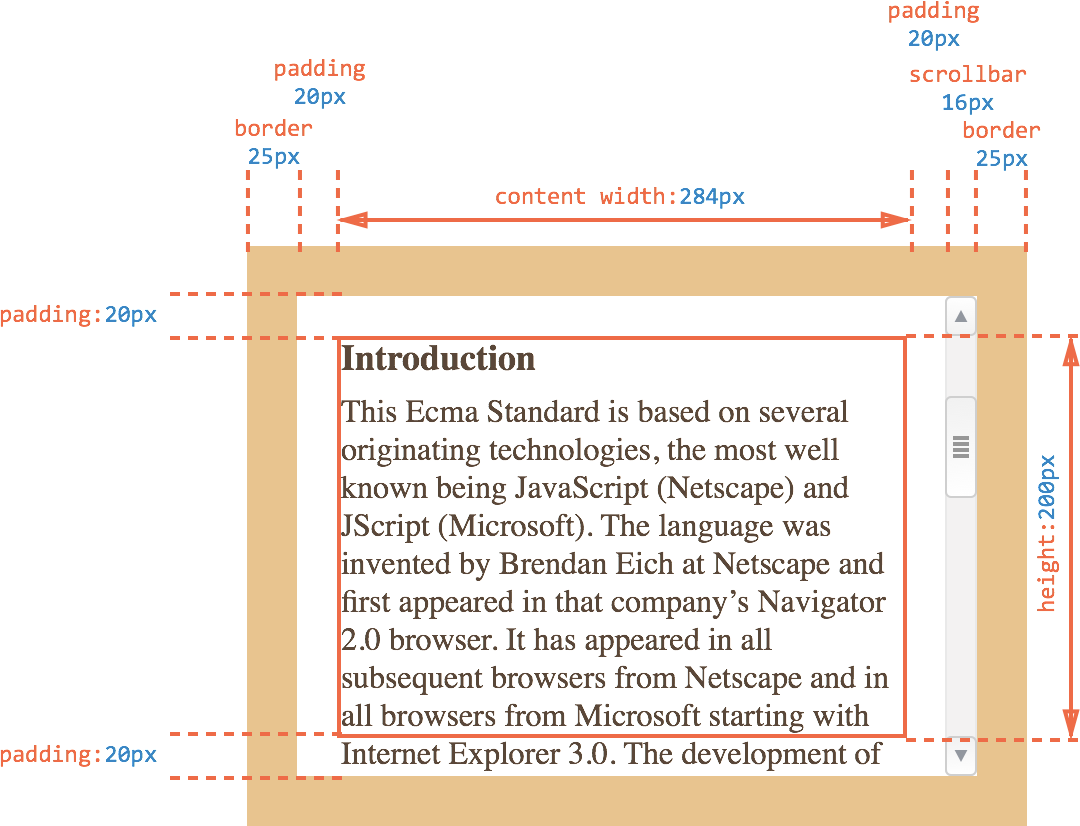 padding
20px
padding
20px
scrollbar
16px
border
25px
border
25px
content width:284px
padding:20px
Introduction
This Ecma Standard is based on several
originating technologies, the most well
known being JavaScript (Netscape) and
JScript (Microsoft). The language was
invented by Brendan Eich at Netscape and
first appeared in that company’s Navigator
2.0 browser. It has appeared in all
subsequent browsers from Netscape and in
all browsers from Microsoft starting with
Internet Explorer 3.0. The development of
height:200px
padding:20px